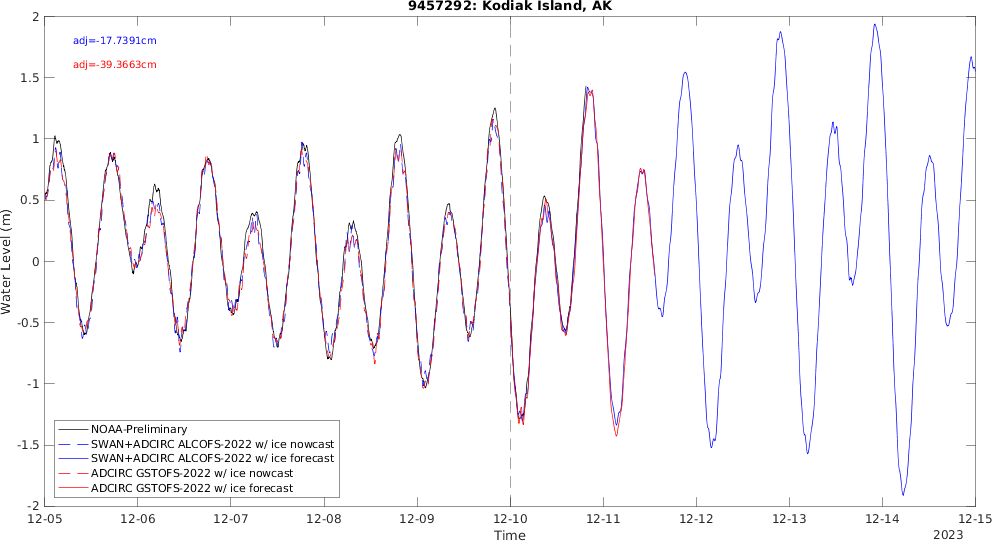 9457292: Kodiak Island, AK
adj=-17.7391cm
adj=-39.3663cm
Water Level (m)
2
1.5
1
0.5
0
-0.5
-1
-1.5
-2
NOAA-Preliminary
SWAN+ADCIRC ALCOFS-2022 w/ ice nowcast
SWAN+ADCIRC ALCOFS-2022 w/ ice forecast
ADCIRC GSTOFS-2022 w/ ice nowcast
ADCIRC GSTOFS-2022 w/ ice forecast
12-05 12-06 12-07 12-08 12-09 12-10 12-11 12-12 12-13 12-14 12-15
Time
2023